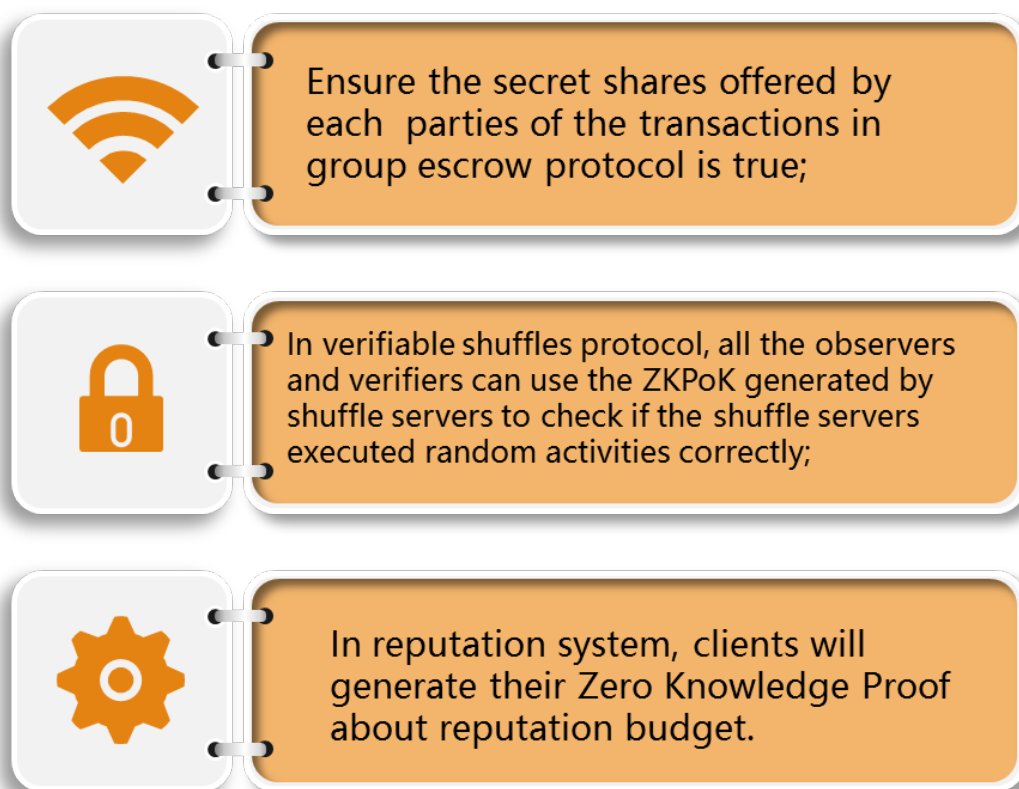 Ensure the secret shares offered by
each  parties of the transactions in
group escrow protocol is true;
0
In verifiable shuffles protocol, all the observers
and verifiers can use the ZKPoK generated by
shuffle servers to check if the shuffle servers
executed random activities correctly;
In reputation system, clients will
generate their Zero Knowledge Proof
about reputation budget.